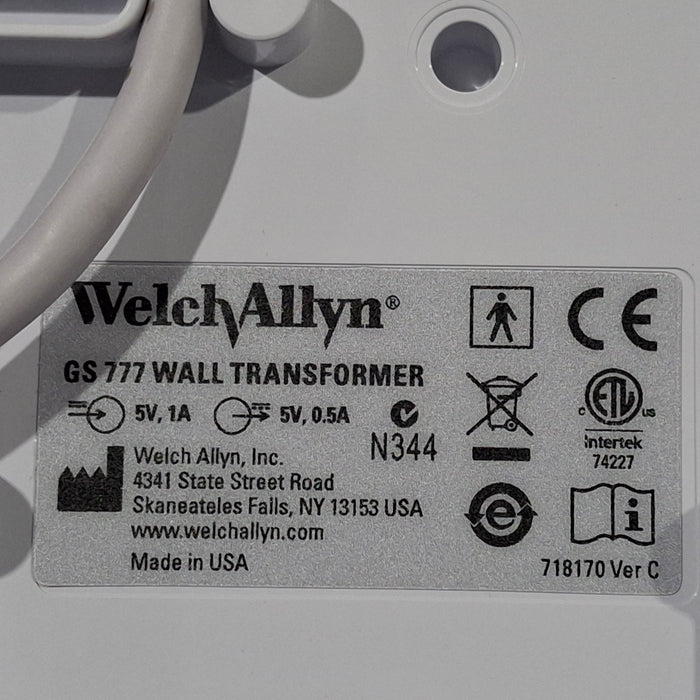 WelchAllyn®
GS 777 WALL TRANSFORMER
5V, 1A 5V, 0.5A
N344
Welch Allyn, Inc.
4341 State Street Road
Skaneateles Falls, NY 13153 USA
www.welchallyn.com
Made in USA
CE
c ETL us
Intertek
74227
e
i
718170 Ver C